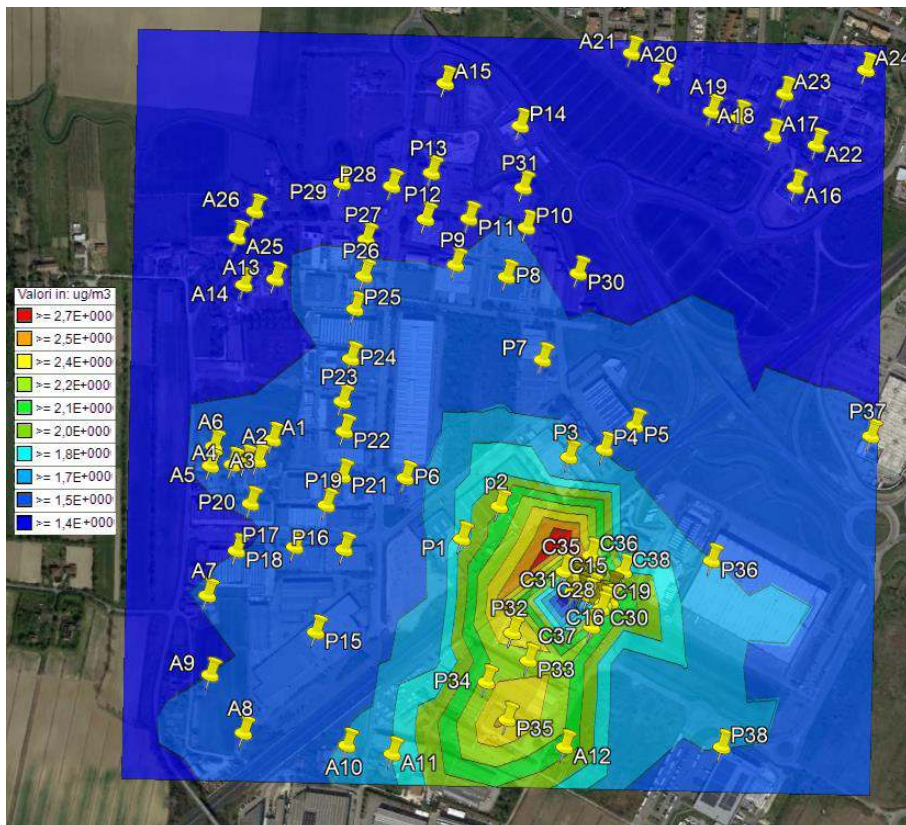 A21
A20
A24
A15
A23
A19
A18
P14
A17
A22
P13
P28
P29
P31
A16
P12
A26
P27
P11
P10
A25
P9
P26
A13
P8
P30
A14
P25
Valori in: ug/m3
>= 2,7E+000
>= 2,5E+000
>= 2,4E+000
>= 2,2E+000
>= 2,1E+000
>= 2,0E+000
>= 1,8E+000
>= 1,7E+000
>= 1,5E+000
>= 1,4E+000
P24
P7
P23
P37
A6
A2
A1
P22
P5
P4
P3
A4
A3
A5
P19
P21
P6
P20
p2
P17
P18
P16
P1
C35
C36
C38
P36
C15
C31
A7
C28
C19
C16
C30
P32
C37
P15
P33
A9
P34
A8
P35
P38
A10
A11
A12